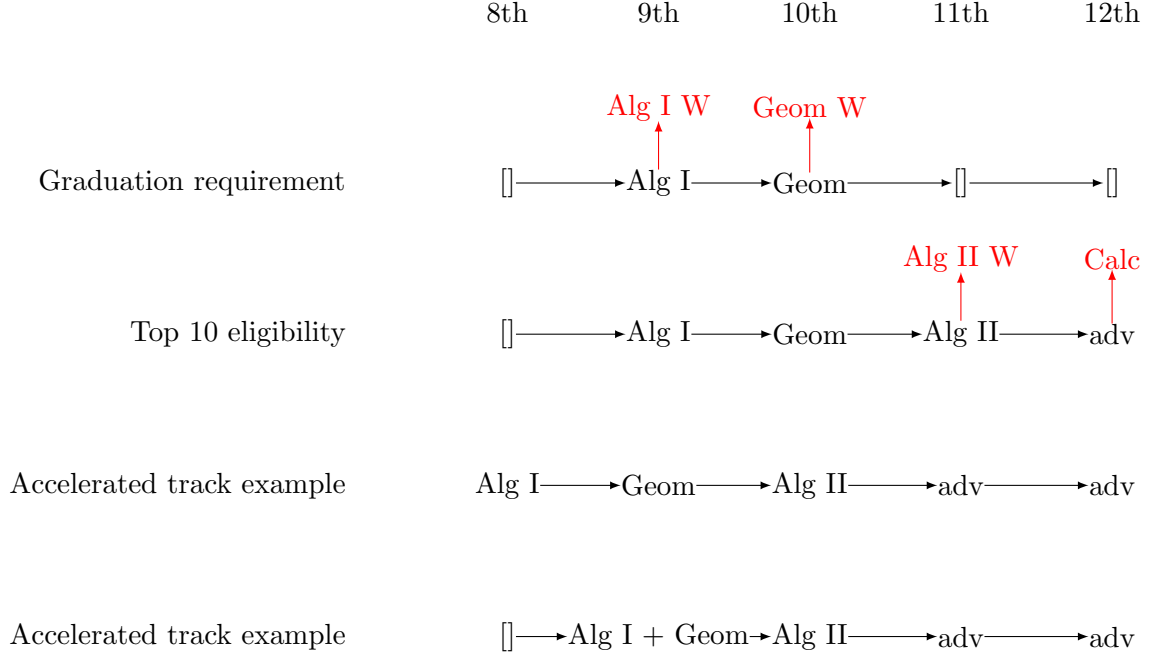 8th 9th 10th 11th 12th
Alg I W Geom W
Graduation requirement [] Alg I Geom [] []
Alg II W Calc
Top 10 eligibility [] Alg I Geom Alg II adv
Accelerated track example Alg I Geom Alg II adv adv
Accelerated track example [] Alg I + Geom Alg II adv adv